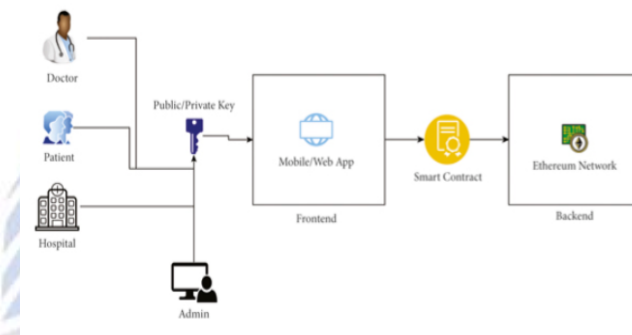 Doctor
Public/Private Key
Patient
Mobile/Web App
Smart Contract
Ethereum Network
Frontend
Backend
Hospital
Admin